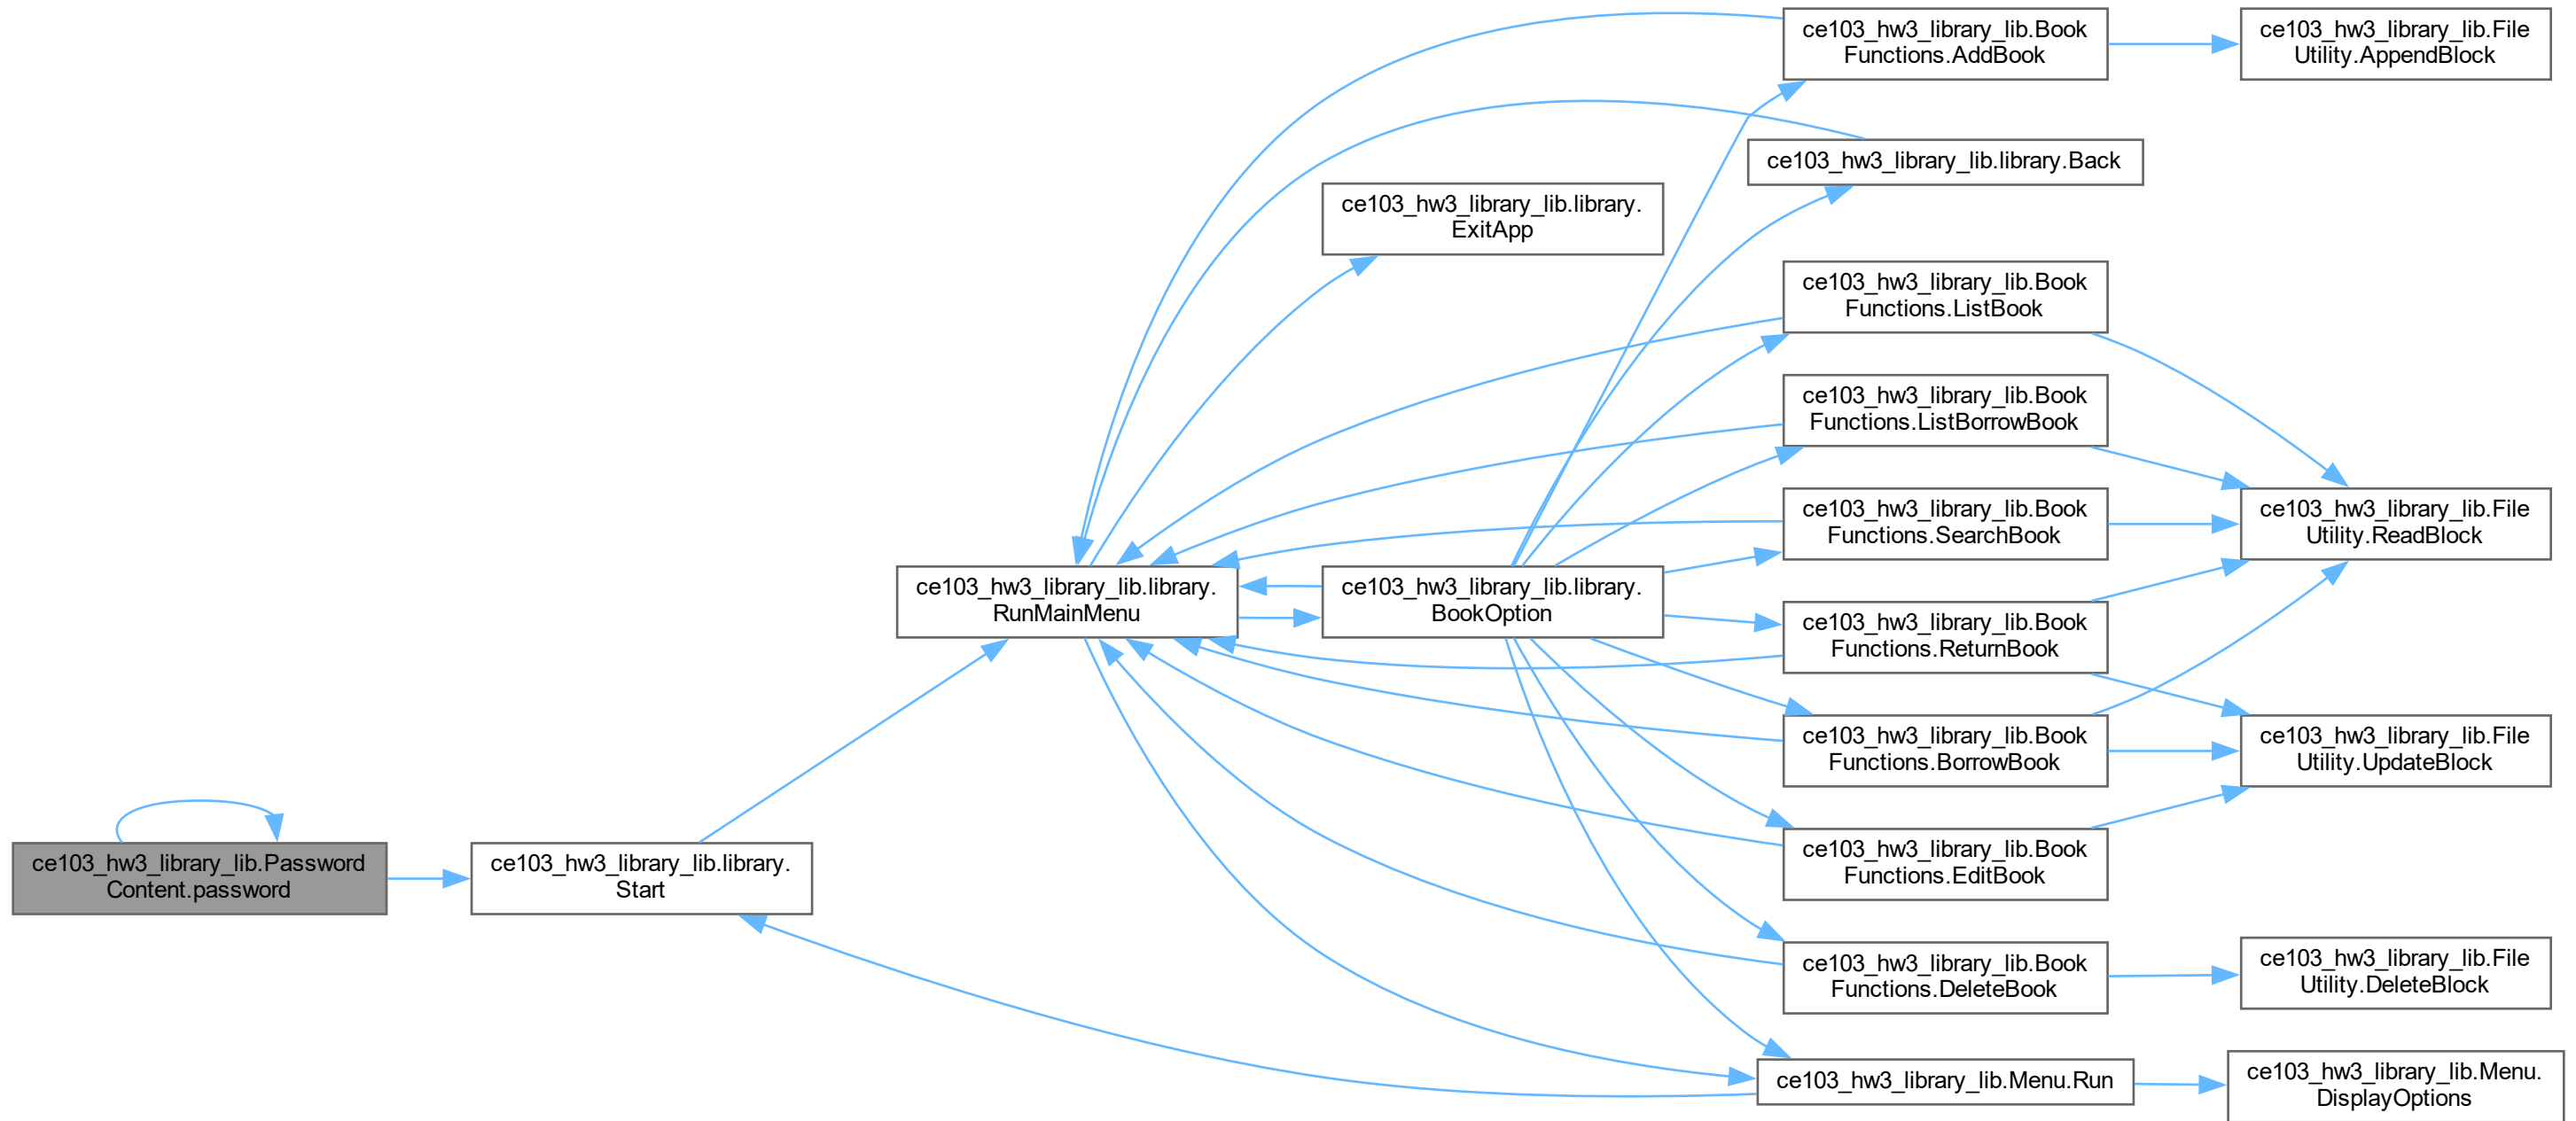 ce103_hw3_library_lib.Password
Content.password
ce103_hw3_library_lib.library.
Start
ce103_hw3_library_lib.library.
RunMainMenu
ce103_hw3_library_lib.library.
ExitApp
ce103_hw3_library_lib.library.
BookOption
ce103_hw3_library_lib.Book
Functions.AddBook
ce103_hw3_library_lib.library.Back
ce103_hw3_library_lib.Book
Functions.ListBook
ce103_hw3_library_lib.Book
Functions.ListBorrowBook
ce103_hw3_library_lib.Book
Functions.SearchBook
ce103_hw3_library_lib.Book
Functions.ReturnBook
ce103_hw3_library_lib.Book
Functions.BorrowBook
ce103_hw3_library_lib.Book
Functions.EditBook
ce103_hw3_library_lib.Book
Functions.DeleteBook
ce103_hw3_library_lib.Menu.Run
ce103_hw3_library_lib.File
Utility.AppendBlock
ce103_hw3_library_lib.File
Utility.ReadBlock
ce103_hw3_library_lib.File
Utility.UpdateBlock
ce103_hw3_library_lib.File
Utility.DeleteBlock
ce103_hw3_library_lib.Menu.
DisplayOptions